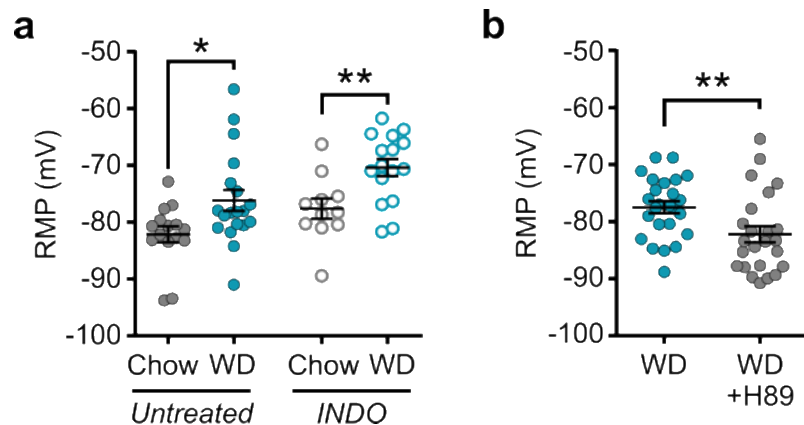 a
RMP (mV)
-50
-60
-70
-80
-90
-100
*
**
Chow WD Chow WD
Untreated INDO
b
RMP (mV)
-50
-60
-70
-80
-90
-100
**
WD WD
+H89